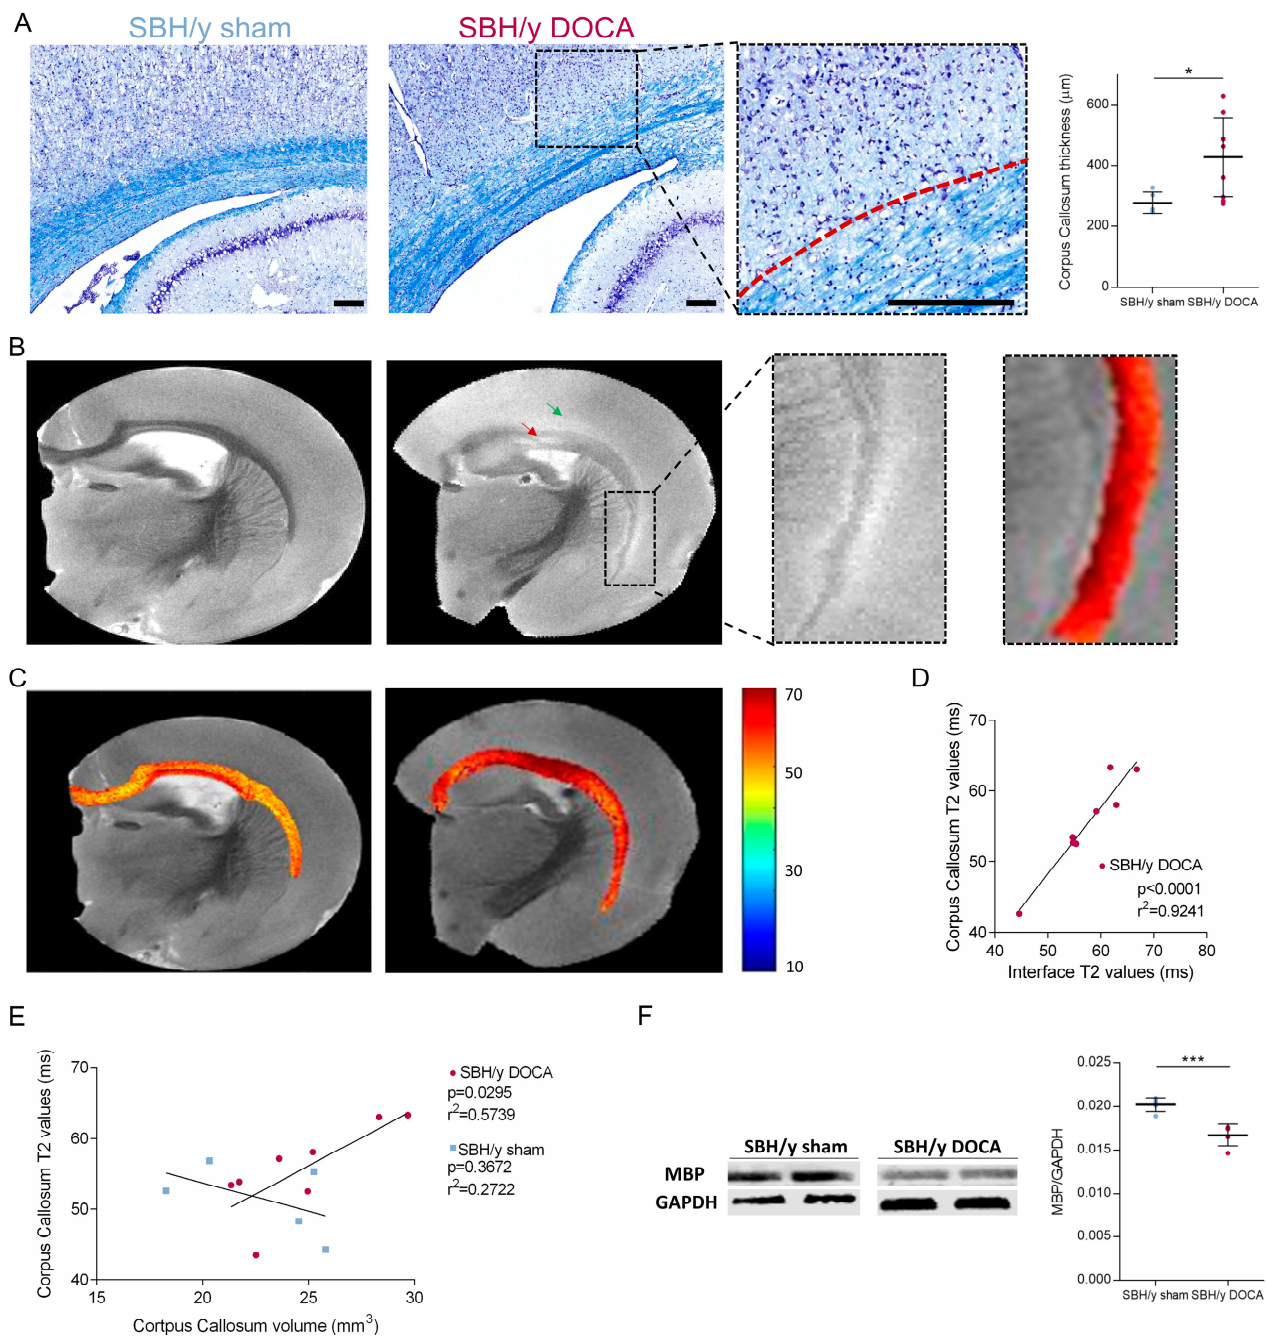 A
SBH/y sham
SBH/y DOCA
Corpus Callosum thickness (μm)
600
400
200
0
*
SBH/y sham SBH/y DOCA
B
C
70
50
30
10
D
Corpus Callosum T2 values (ms)
70
60
50
40
SBH/y DOCA
p<0.0001
r²=0.9241
40 50 60 70 80
Interface T2 values (ms)
E
Corpus Callosum T2 values (ms)
70
60
50
40
SBH/y DOCA
p=0.0295
r²=0.5739
SBH/y sham
p=0.3672
r²=0.2722
15 20 25 30
Cortpus Callosum volume (mm³)
F
SBH/y sham SBH/y DOCA
MBP
GAPDH
MBP/GAPDH
0.025
0.020
0.015
0.010
0.005
0.000
***
SBH/y sham SBH/y DOCA